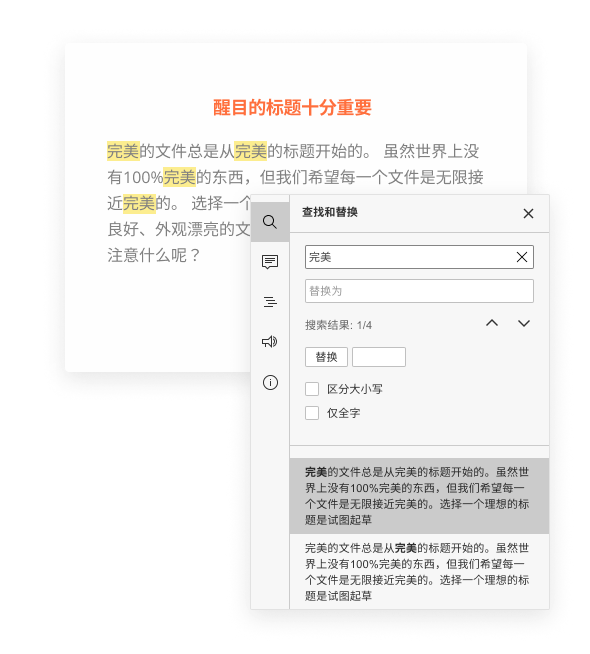 醒目的标题十分重要
完美的文件总是从完美的标题开始的。 虽然世界上没
有100%完美的东西，但我们希望每一个文件是无限接
近完美的。 选择一个
良好、外观漂亮的文
注意什么呢？
查找和替换
完美
替换为
搜索结果: 1/4
替换
区分大小写
仅全字
完美的文件总是从完美的标题开始的。虽然世
界上没有100%完美的东西，但我们希望每一
个文件是无限接近完美的。选择一个理想的标
题是试图起草
完美的文件总是从完美的标题开始的。虽然世
界上没有100%完美的东西，但我们希望每一
个文件是无限接近完美的。选择一个理想的标
题是试图起草